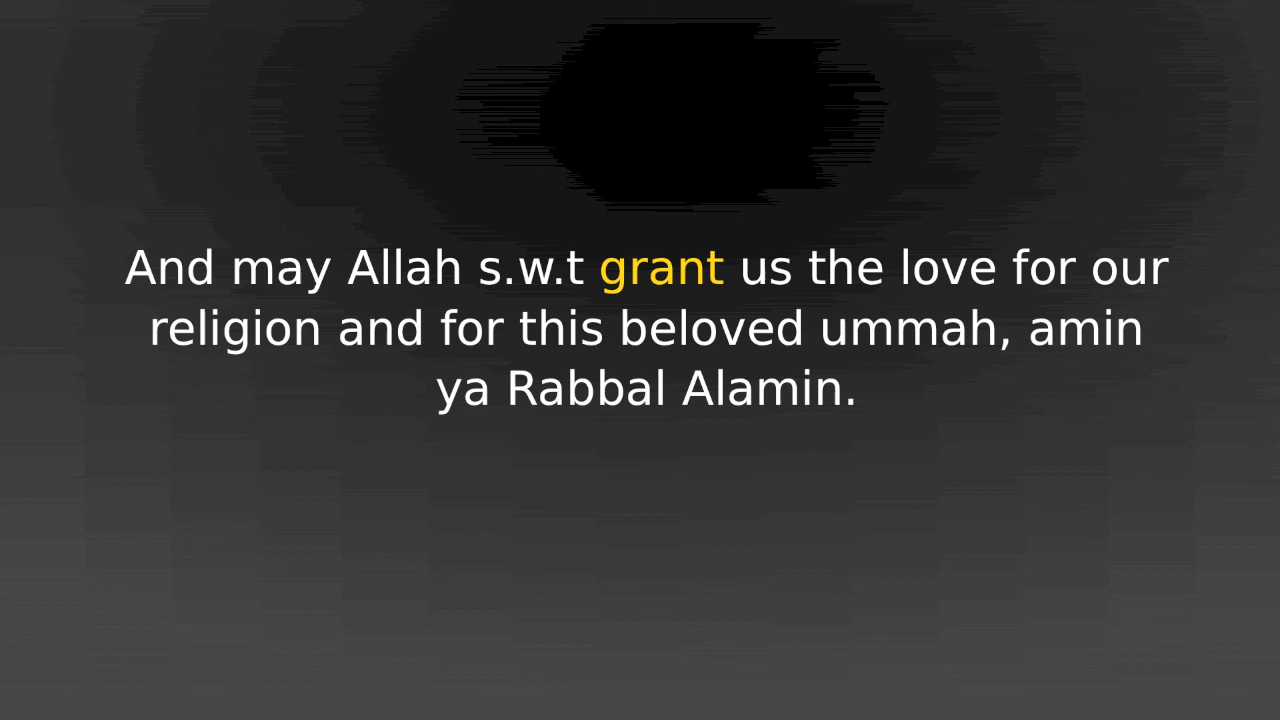 And may Allah s.w.t grant us the love for our
religion and for this beloved ummah, amin
ya Rabbal Alamin.